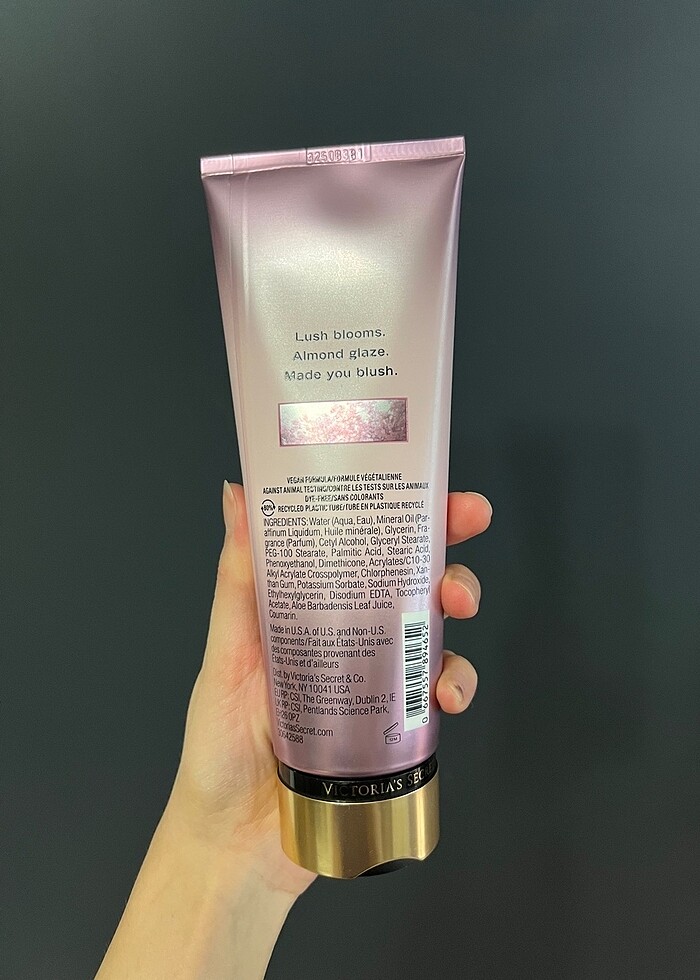 Lush blooms.
Almond glaze.
Made you blush.
VEGAN FORMULA/FORMULE VÉGÉTALIENNE
AGAINST ANIMAL TESTING/CONTRE LES TESTS SUR LES ANIMAUX
DYE-FREE/SANS COLORANTS
RECYCLED PLASTIC TUBE/TUBE EN PLASTIQUE RECYCLÉ
INGREDIENTS: Water (Aqua, Eau), Mineral Oil (Par-
affinum Liquidum, Huile minérale), Glycerin, Fra-
grance (Parfum), Cetyl Alcohol, Glyceryl Stearate,
PEG-100 Stearate, Palmitic Acid, Stearic Acid,
Phenoxyethanol, Dimethicone, Acrylates/C10-30
Alkyl Acrylate Crosspolymer, Chlorphenesin, Xan-
than Gum, Potassium Sorbate, Sodium Hydroxide,
Ethylhexylglycerin, Disodium EDTA, Tocopheryl
Acetate, Aloe Barbadensis Leaf Juice,
Coumarin.
Made in U.S.A. of U.S. and Non-U.S.
components/Fait aux États-Unis avec
des composantes provenant des
États-Unis et d'ailleurs
Dist. by Victoria's Secret & Co.
New York, NY 10041 USA
EU RP: CSI, The Greenway, Dublin 2, IE
UK RP: CSI, Pentlands Science Park,
EH26 0PZ
VictoriasSecret.com
10642588
0 667557 894652
12M
VICTORIA'S SECRET